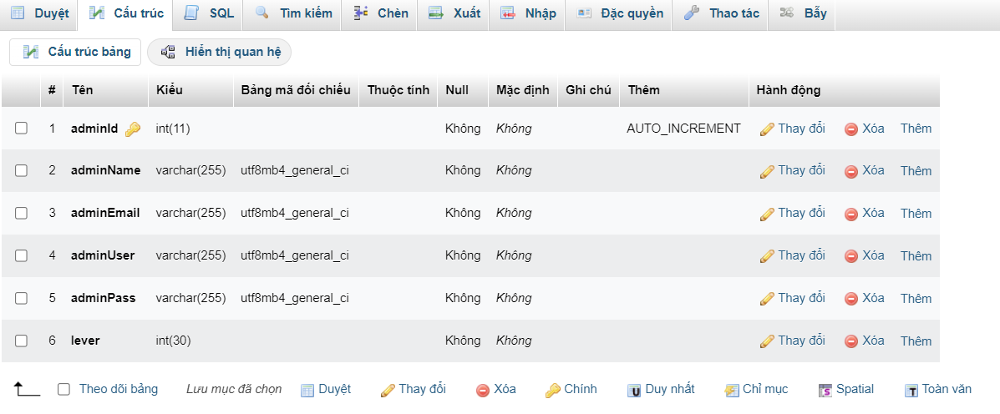 Duyệt Cấu trúc SQL Tìm kiếm Chèn Xuất Nhập Đặc quyền Thao tác Bẫy
Cấu trúc bảng Hiển thị quan hệ
# Tên Kiểu Bảng mã đối chiếu Thuộc tính Null Mặc định Ghi chú Thêm Hành động
1 adminId int(11) Không Không AUTO_INCREMENT Thay đổi Xóa Thêm
2 adminName varchar(255) utf8mb4_general_ci Không Không Thay đổi Xóa Thêm
3 adminEmail varchar(255) utf8mb4_general_ci Không Không Thay đổi Xóa Thêm
4 adminUser varchar(255) utf8mb4_general_ci Không Không Thay đổi Xóa Thêm
5 adminPass varchar(255) utf8mb4_general_ci Không Không Thay đổi Xóa Thêm
6 lever int(30) Không Không Thay đổi Xóa Thêm
Theo dõi bảng Lưu mục đã chọn Duyệt Thay đổi Xóa Chính Duy nhất Chỉ mục Spatial Toàn văn